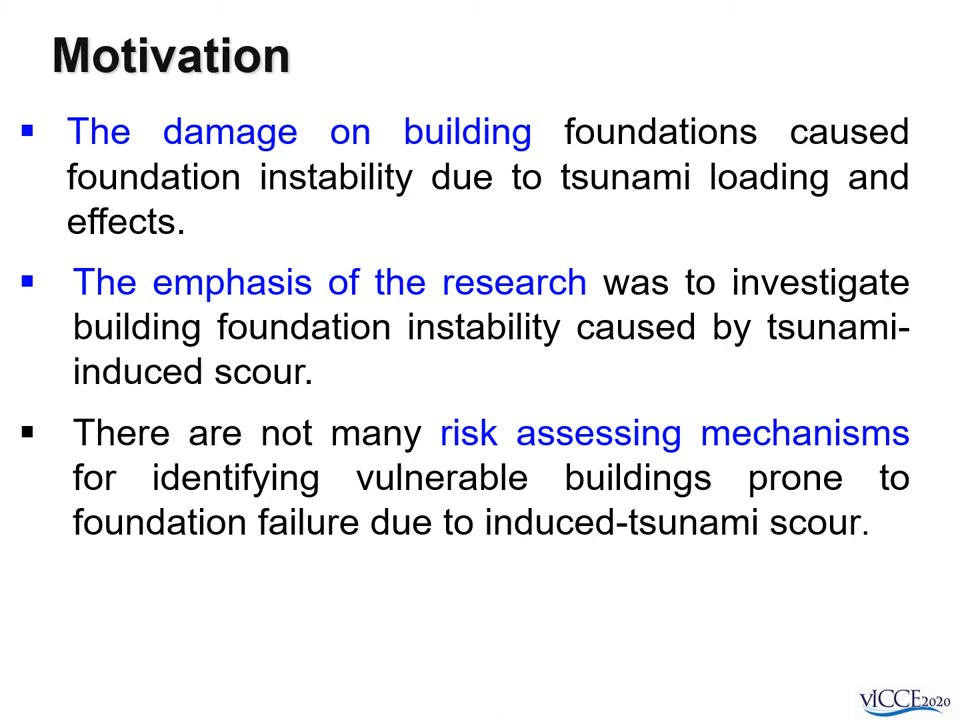 Motivation
▪ The damage on building foundations caused
foundation instability due to tsunami loading and
effects.
▪ The emphasis of the research was to investigate
building foundation instability caused by tsunami-
induced scour.
▪ There are not many risk assessing mechanisms
for identifying vulnerable buildings prone to
foundation failure due to induced-tsunami scour.
vICCE2020